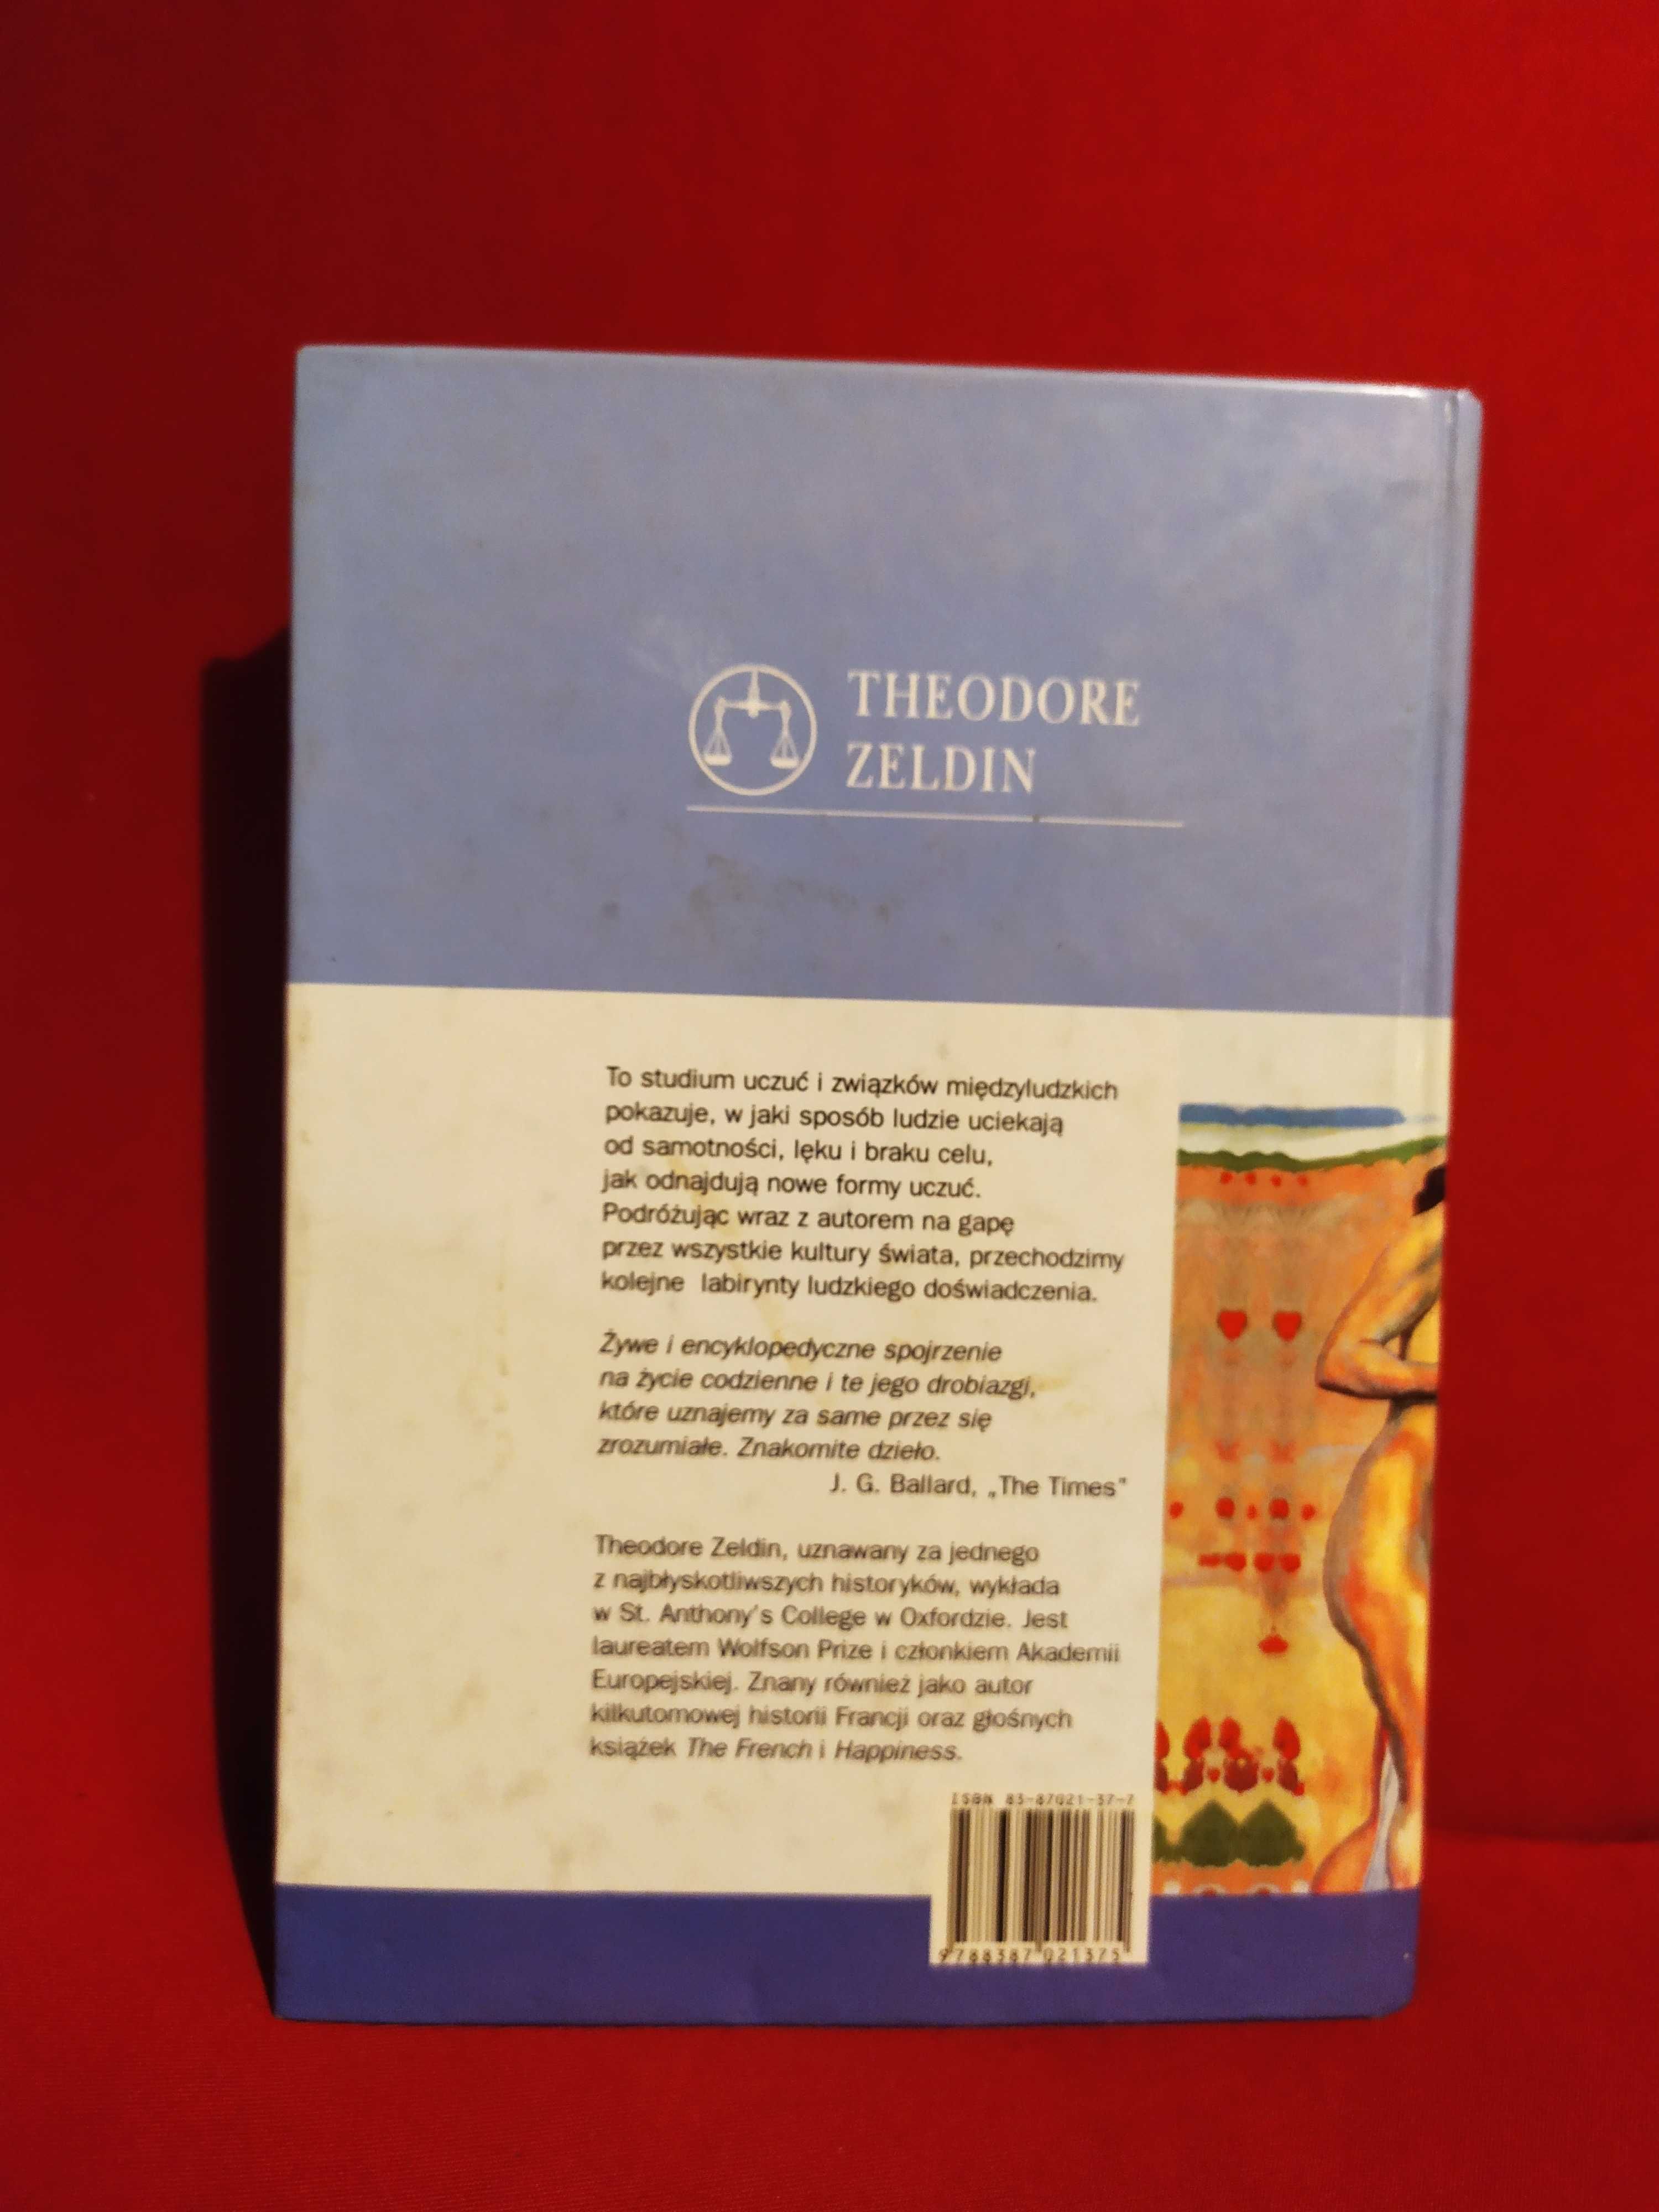 THEODORE
ZELDIN
To studium uczuć i związków międzyludzkich
pokazuje, w jaki sposób ludzie uciekają
od samotności, lęku i braku celu,
jak odnajdują nowe formy uczuć.
Podróżując wraz z autorem na gapę
przez wszystkie kultury świata, przechodzimy
kolejne labirynty ludzkiego doświadczenia.
Żywe i encyklopedyczne spojrzenie
na życie codzienne i te jego drobiazgi,
które uznajemy za same przez się
zrozumiałe. Znakomite dzieło.
J. G. Ballard, „The Times"
Theodore Zeldin, uznawany za jednego
z najbłyskotliwszych historyków, wykłada
w St. Anthony's College w Oxfordzie. Jest
laureatem Wolfson Prize i członkiem Akademii
Europejskiej. Znany również jako autor
kilkutomowej historii Francji oraz głośnych
książek The French i Happiness.
ISBN 83-87021-37-7
9788387021375